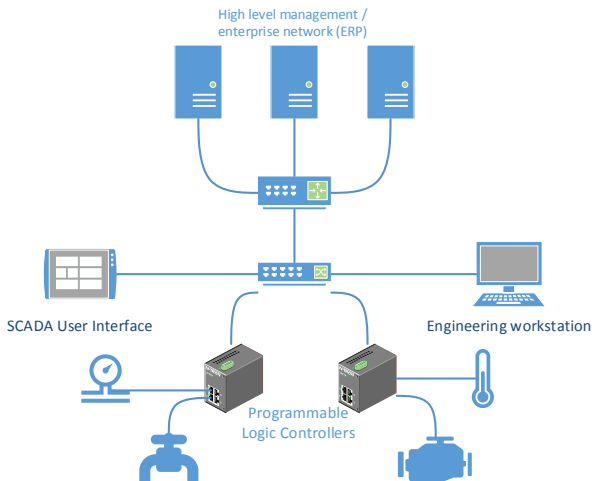 High level management /
enterprise network (ERP)
SCADA User Interface
Engineering workstation
Programmable
Logic Controllers